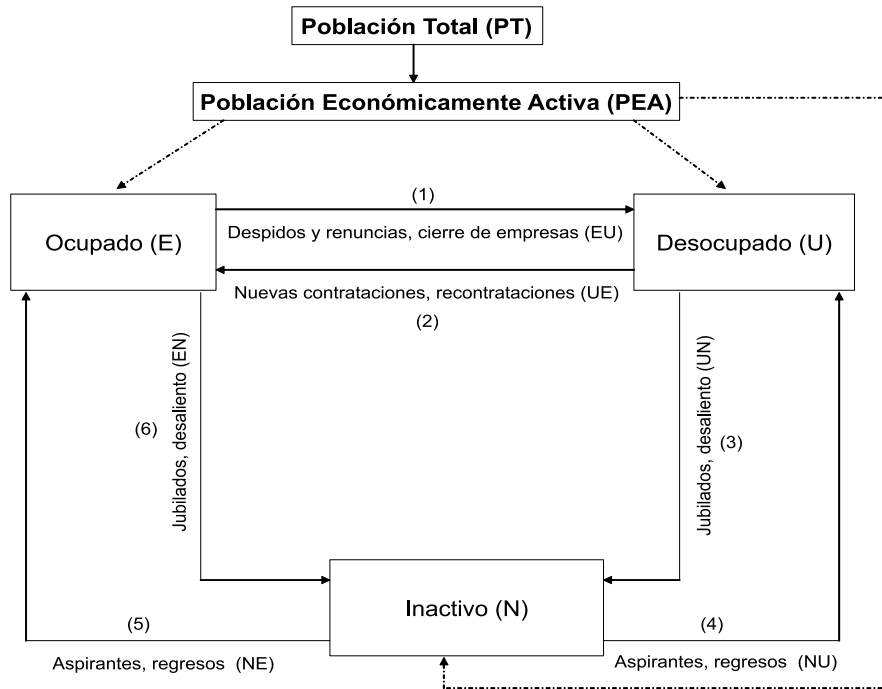 Población Total (PT)
Población Económicamente Activa (PEA)
(1)
Ocupado (E)
Despidos y renuncias, cierre de empresas (EU)
Desocupado (U)
Nuevas contrataciones, recontrataciones (UE)
(2)
Jubilados, desaliento (EN)
(6)
Jubilados, desaliento (UN)
(3)
Inactivo (N)
(5)
(4)
Aspirantes, regresos (NE)
Aspirantes, regresos (NU)